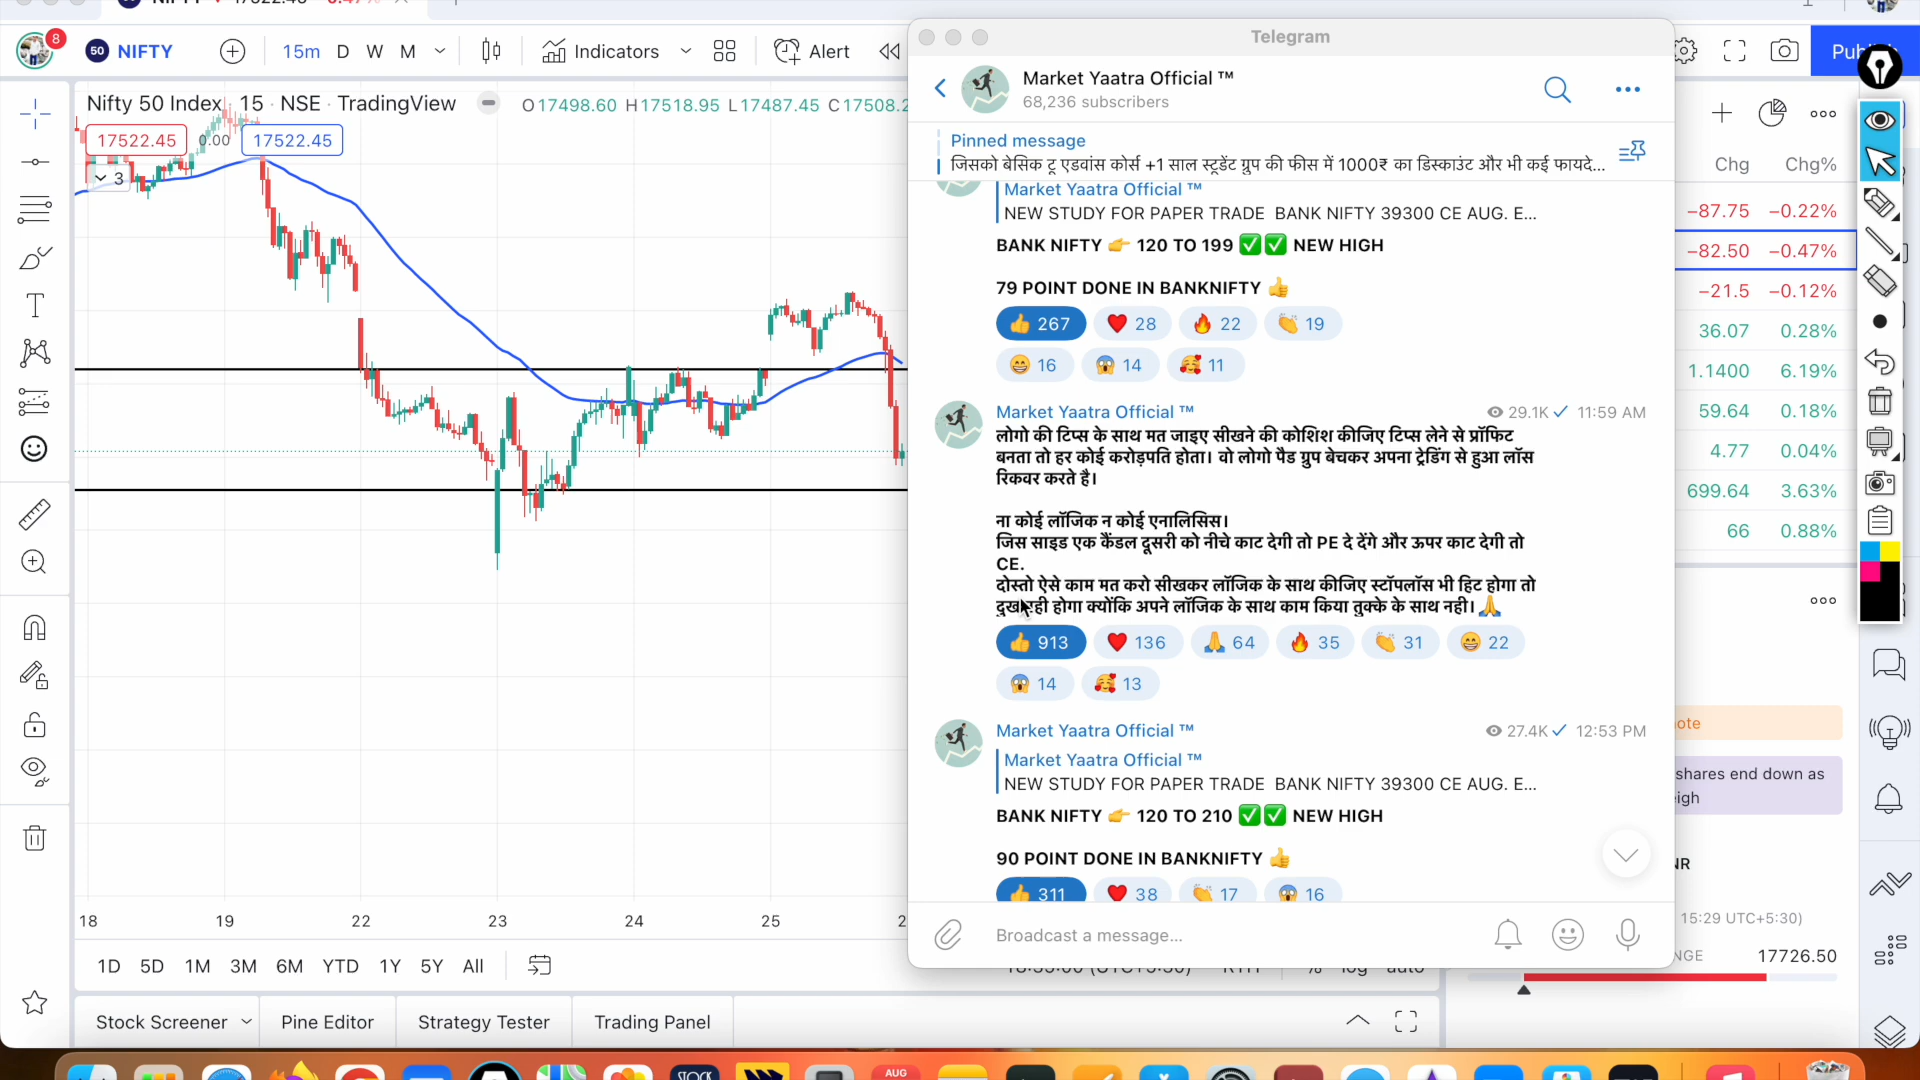 8
50 NIFTY
15m D W M
Indicators
Alert
Nifty 50 Index 15 NSE TradingView
O17498.60 H17518.95 L17487.45
17522.45 0.00 17522.45
3
Telegram
Market Yaatra Official ™
68,236 subscribers
Pinned message
जिसको बेसिक टू एडवांस कोर्स +1 साल स्टूडेंट ग्रुप की फीस में 1000₹ का डिस्काउंट और भी कई फायदे...
Market Yaatra Official ™
NEW STUDY FOR PAPER TRADE BANK NIFTY 39300 CE AUG. E...
BANK NIFTY 👉 120 TO 199 ✅✅ NEW HIGH
79 POINT DONE IN BANKNIFTY 👍
👍 267 ❤️ 28 🔥 22 👏 19
😁 16 😱 14 🥰 11
Market Yaatra Official ™ 29.1K 11:59 AM
लोगो की टिप्स के साथ मत जाइए सीखने की कोशिश कीजिए टिप्स लेने से प्रॉफिट
बनता तो हर कोई करोड़पति होता। वो लोगो पैड ग्रुप बेचकर अपना ट्रेडिंग से हुआ लॉस
रिकवर करते है।
ना कोई लॉजिक न कोई एनालिसिस।
जिस साइड एक कैंडल दूसरी को नीचे काट देगी तो PE दे देंगे और ऊपर काट देगी तो
CE.
दोस्तो ऐसे काम मत करो सीखकर लॉजिक के साथ कीजिए स्टॉपलॉस भी हिट होगा तो
होगा क्योंकि अपने लॉजिक के साथ काम किया तुक्के के साथ नही। 🙏
👍 913 ❤️ 136 🙏 64 🔥 35 👏 31 😁 22
😱 14 🥰 13
Market Yaatra Official ™ 27.4K 12:53 PM
Market Yaatra Official ™
NEW STUDY FOR PAPER TRADE BANK NIFTY 39300 CE AUG. E...
BANK NIFTY 👉 120 TO 210 ✅✅ NEW HIGH
90 POINT DONE IN BANKNIFTY 👍
👍 311 ❤️ 38 👏 17 😱 16
Broadcast a message...
Chg Chg%
−87.75 −0.22%
−82.50 −0.47%
−21.5 −0.12%
36.07 0.28%
1.1400 6.19%
59.64 0.18%
4.77 0.04%
699.64 3.63%
66 0.88%
shares end down as
15:29 UTC+5:30)
17726.50
18 19 22 23 24 25
1D 5D 1M 3M 6M YTD 1Y 5Y All
Stock Screener Pine Editor Strategy Tester Trading Panel
AUG
STOCK